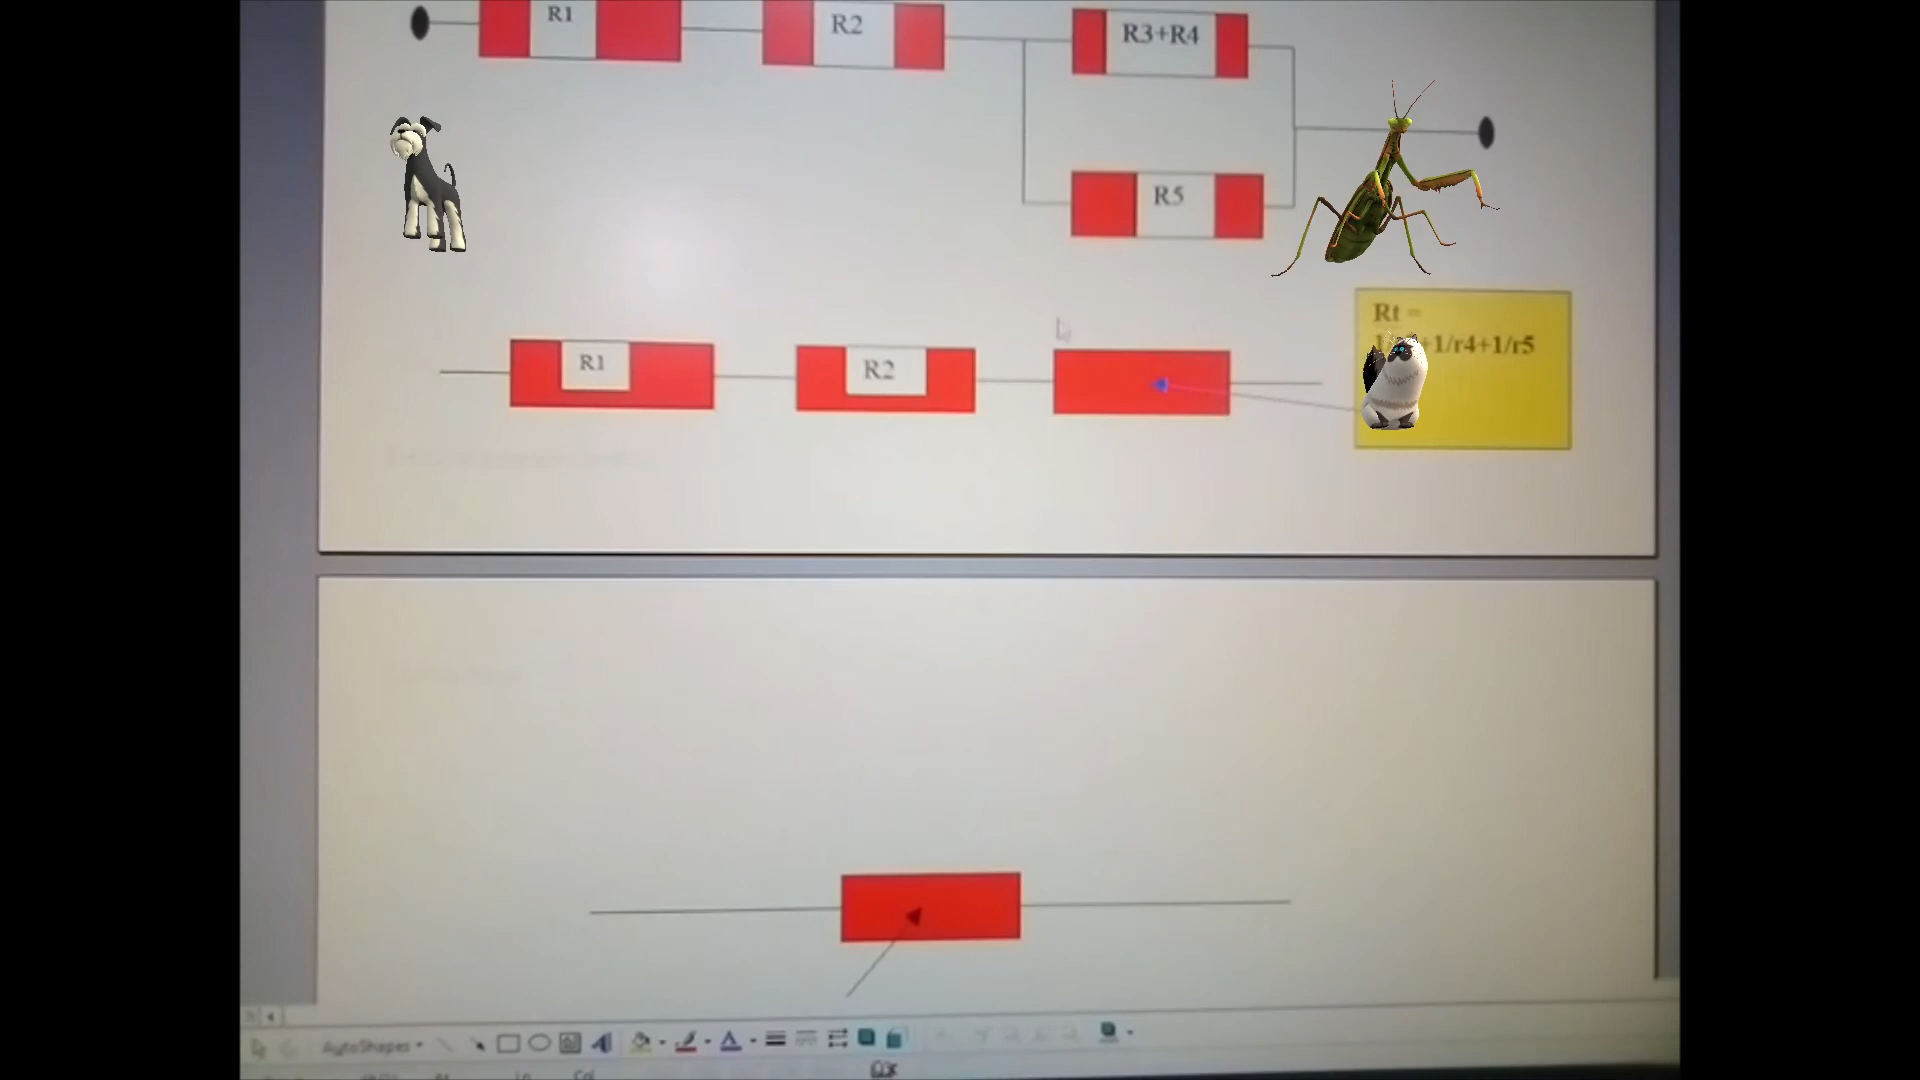 R1
R2
R3+R4
R5
Rt =
+1/r4+1/r5
R1
R2
AutoShapes